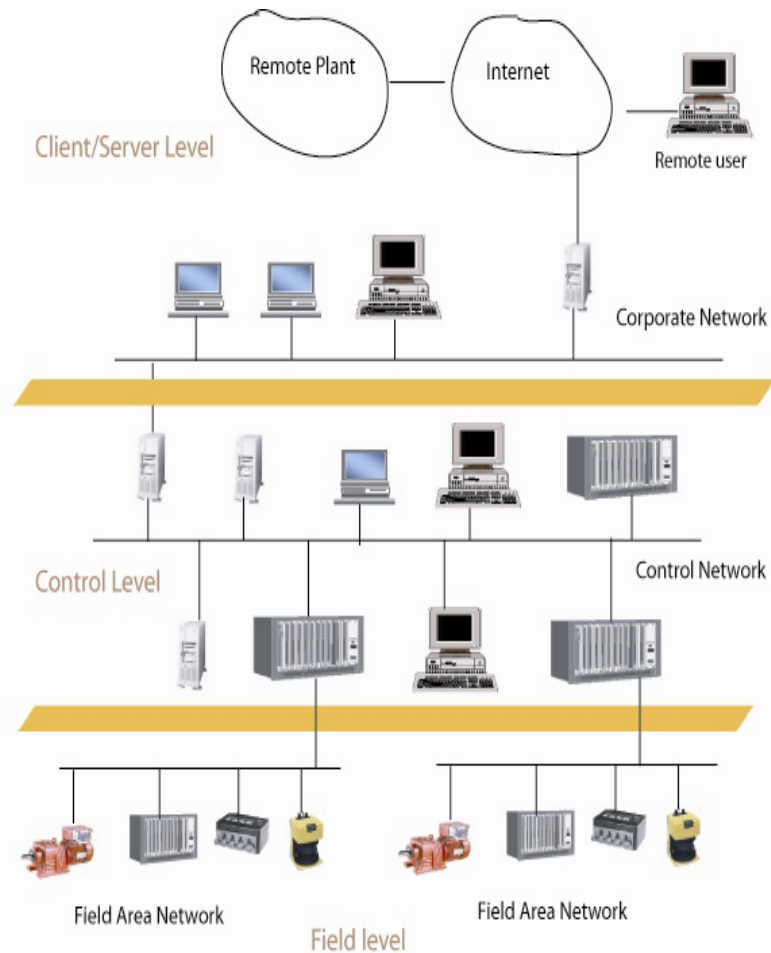 Remote Plant
Internet
Client/Server Level
Remote user
Corporate Network
Control Network
Control Level
Field Area Network
Field Area Network
Field level